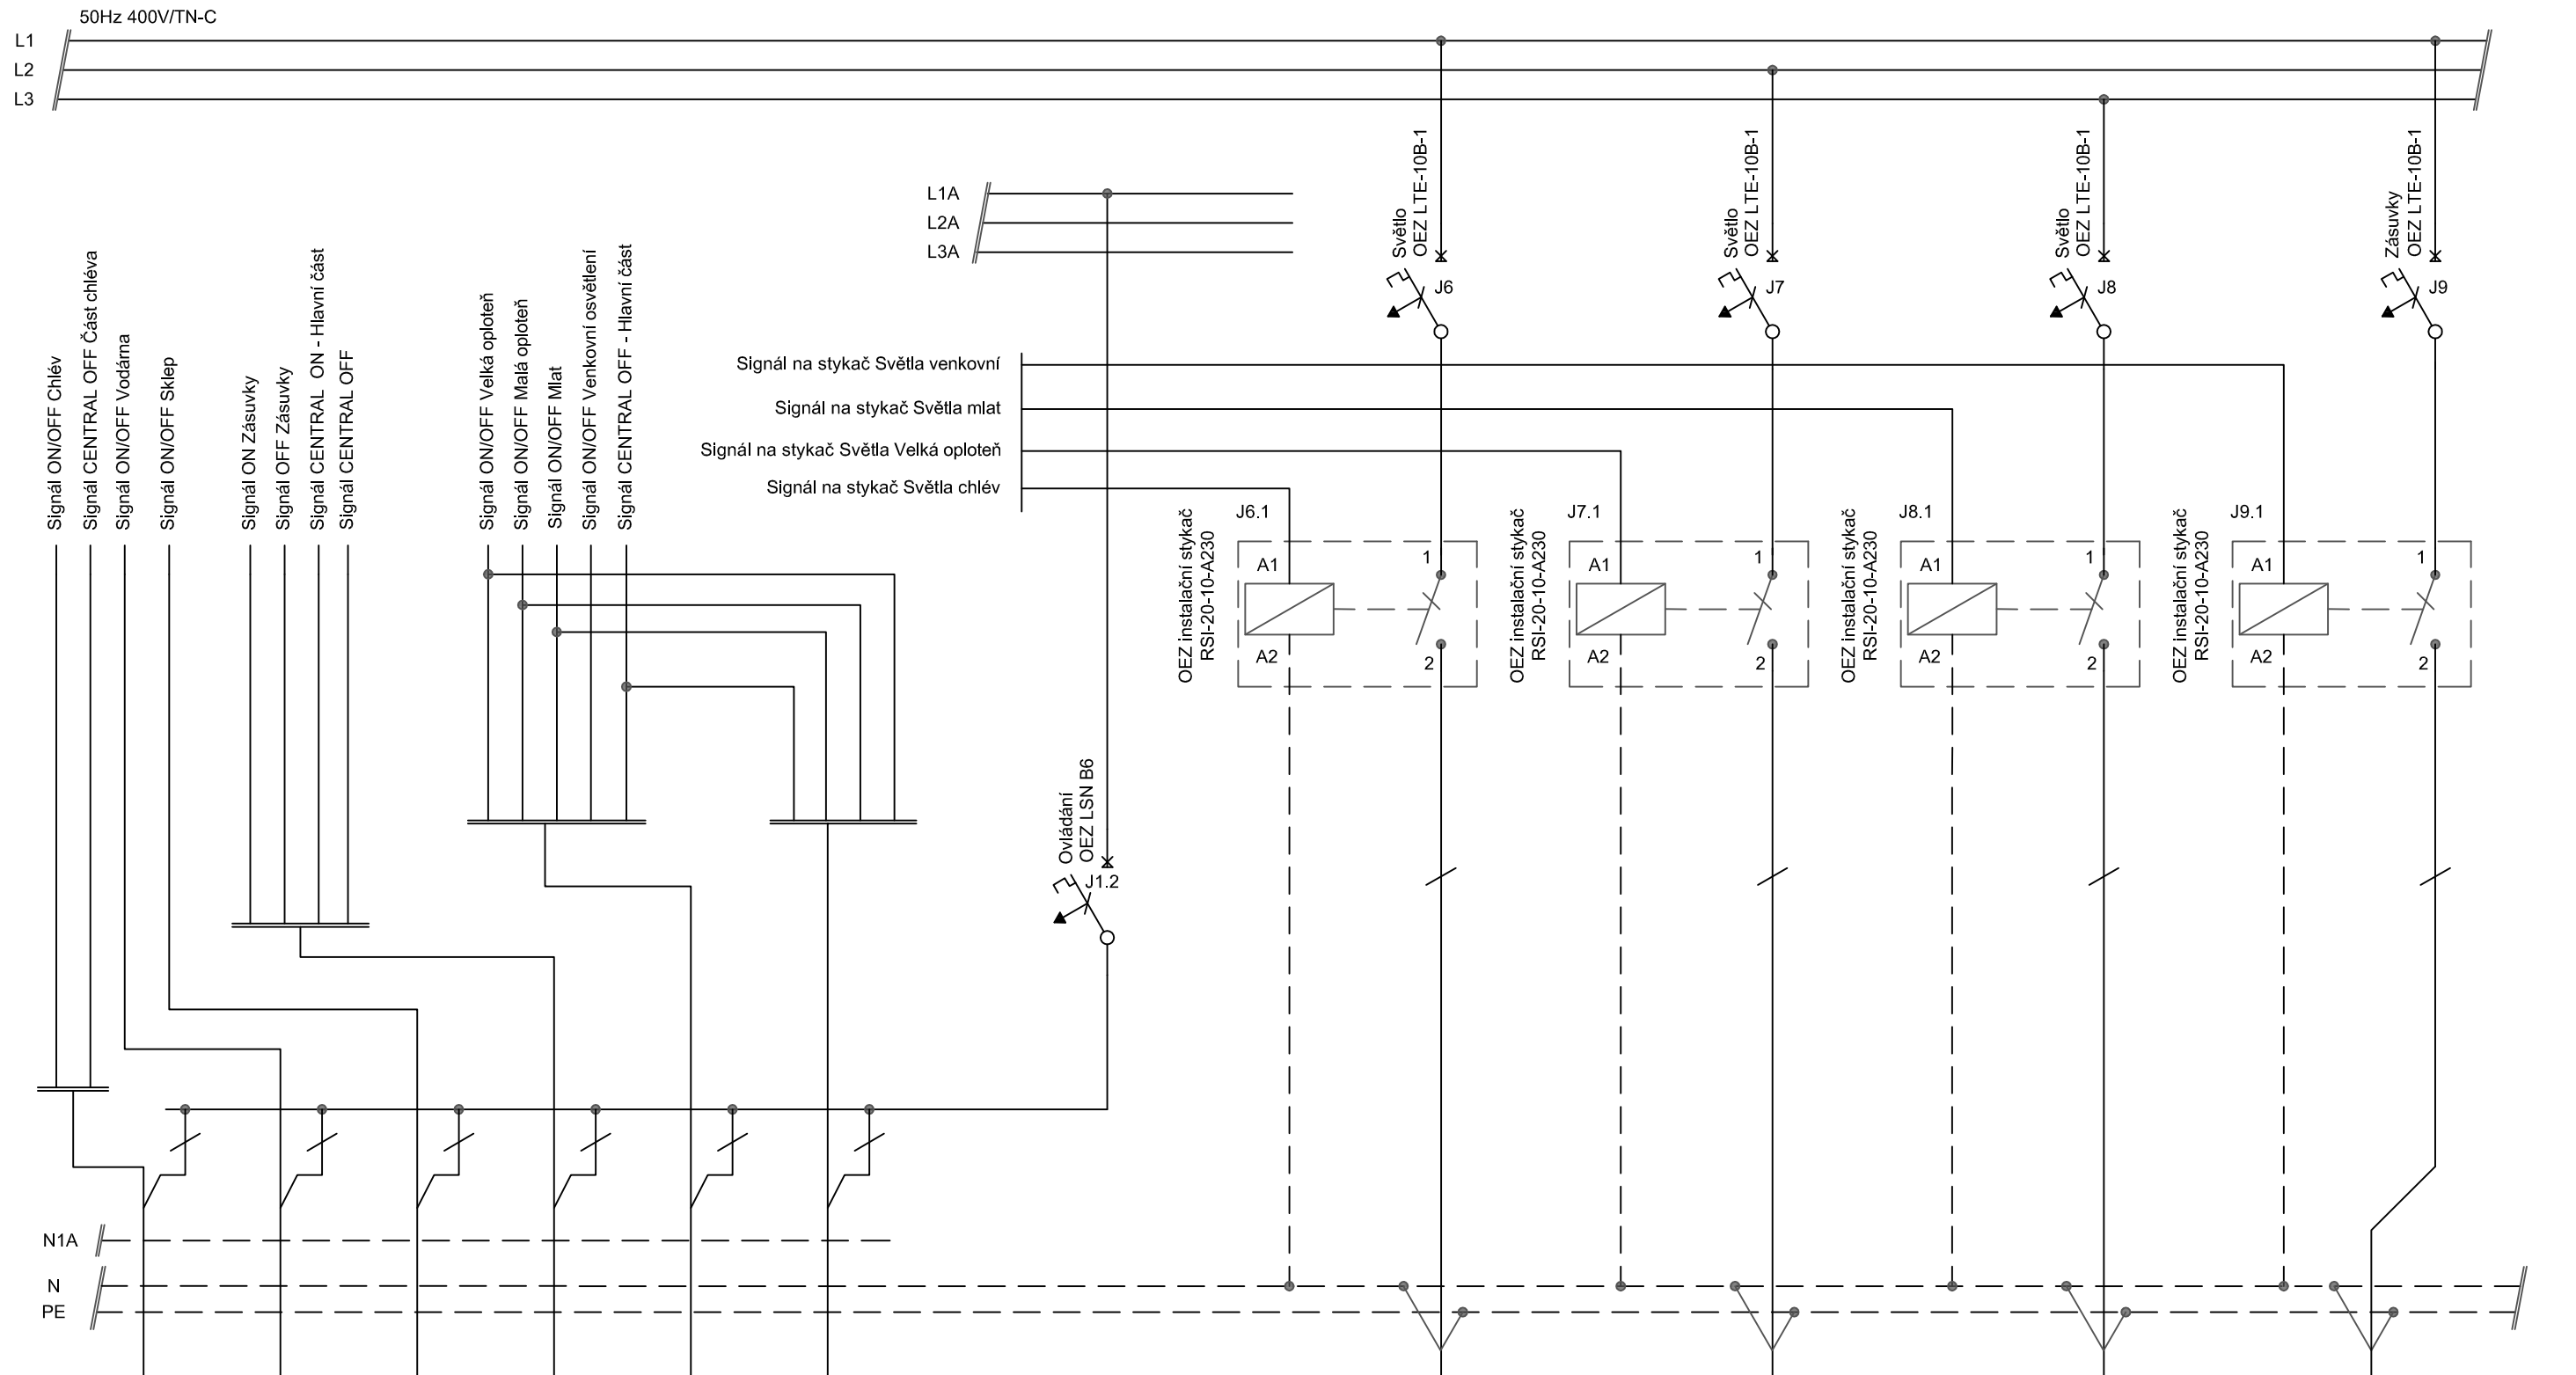 50Hz 400V/TN-C
L1
L2
L3
L1A
L2A
L3A
Světlo
OEZ LTE-10B-1
J6
Světlo
OEZ LTE-10B-1
J7
Světlo
OEZ LTE-10B-1
J8
Zásuvky
OEZ LTE-10B-1
J9
Signál ON/OFF Chlév
Signál CENTRAL OFF Část chléva
Signál ON/OFF Vodárna
Signál ON/OFF Sklep
Signál ON Zásuvky
Signál OFF Zásuvky
Signál CENTRAL ON - Hlavní část
Signál CENTRAL OFF
Signál ON/OFF Velká oploteň
Signál ON/OFF Malá oploteň
Signál ON/OFF Mlat
Signál ON/OFF Venkovní osvětlení
Signál CENTRAL OFF - Hlavní část
Signál na stykač Světla venkovní
Signál na stykač Světla mlat
Signál na stykač Světla Velká oploteň
Signál na stykač Světla chlév
OEZ instalační stykač
RSI-20-10-A230
J6.1
A1
A2
1
2
OEZ instalační stykač
RSI-20-10-A230
J7.1
A1
A2
1
2
OEZ instalační stykač
RSI-20-10-A230
J8.1
A1
A2
1
2
OEZ instalační stykač
RSI-20-10-A230
J9.1
A1
A2
1
2
Ovládání
OEZ LSN B6
J1.2
N1A
N
PE